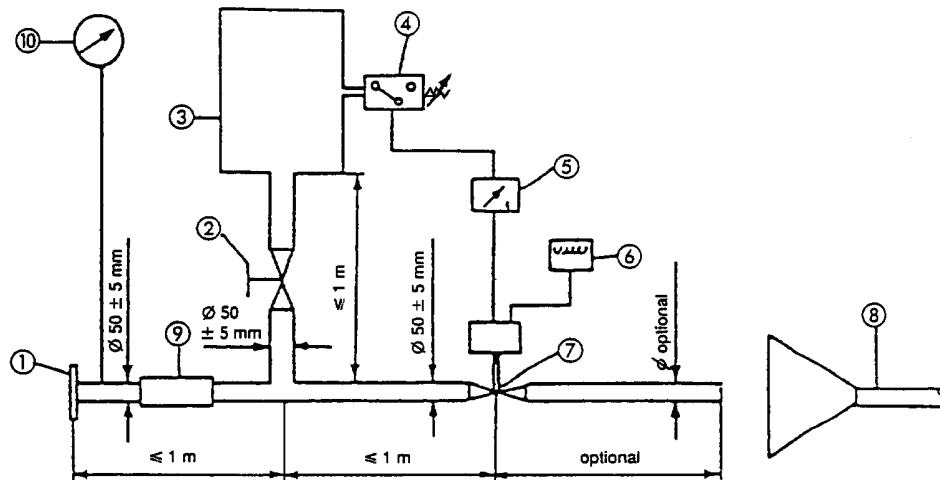 10
4
3
5
2
6
Ø 50 ± 5 mm
⩽ 1 m
Ø 50 ± 5 mm
Ø optional
Ø 50
± 5 mm
9
7
8
1
⩽ 1 m
⩽ 1 m
optional